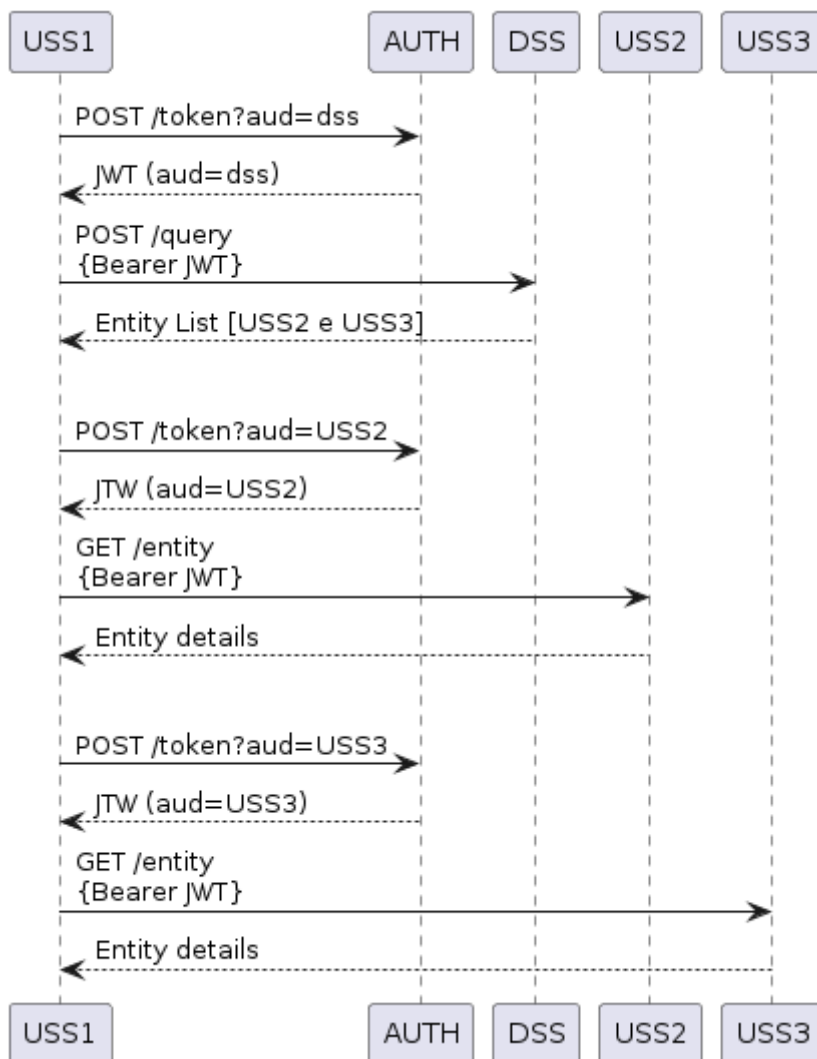 USS1 AUTH DSS USS2 USS3
POST /token?aud=dss
JWT (aud=dss)
POST /query
{Bearer JWT}
Entity List [USS2 e USS3]
POST /token?aud=USS2
JTW (aud=USS2)
GET /entity
{Bearer JWT}
Entity details
POST /token?aud=USS3
JTW (aud=USS3)
GET /entity
{Bearer JWT}
Entity details
USS1 AUTH DSS USS2 USS3